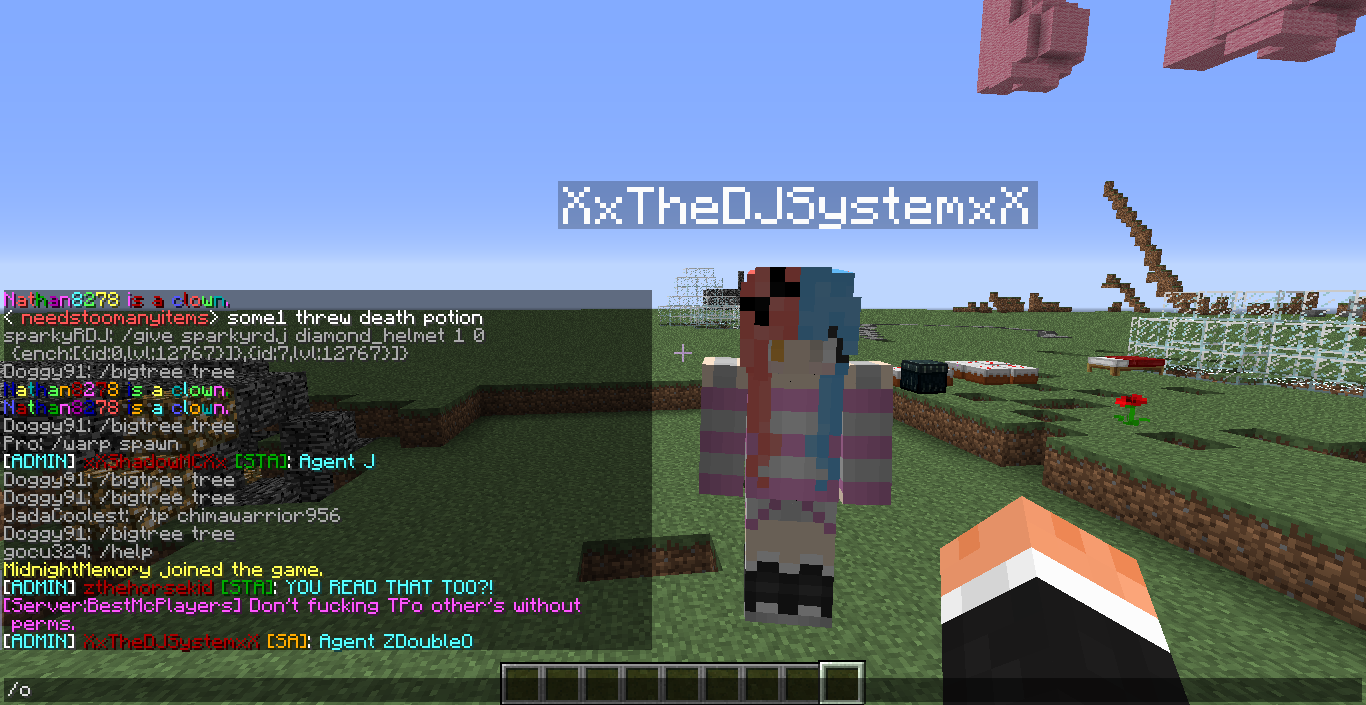 XxTheDJSystemxX
Nathan8278 is a clown.
< needstoomanyitems> some1 threw death potion
sparkyRDJ: /give sparkyrdj diamond_helmet 1 0
{ench:[{id:0,lvl:12767}]},{id:7,lvl:12767}]}
Doggy91: /bigtree tree
Nathan8278 is a clown.
Nathan8278 is a clown.
Doggy91: /bigtree tree
Pro: /warp spawn
[ADMIN] xXShadowMCXx [STA]: Agent J
Doggy91: /bigtree tree
Doggy91: /bigtree tree
JadaCoolest: /tp chimawarrior956
Doggy91: /bigtree tree
gocu324: /help
MidnightMemory joined the game.
[ADMIN] zthehorsekid [STA]: YOU READ THAT TOO?!
[Server:BestMcPlayers] Don't fucking TPo other's without
perms.
[ADMIN] XxTheDJSystemxX [SA]: Agent ZDouble0
/o